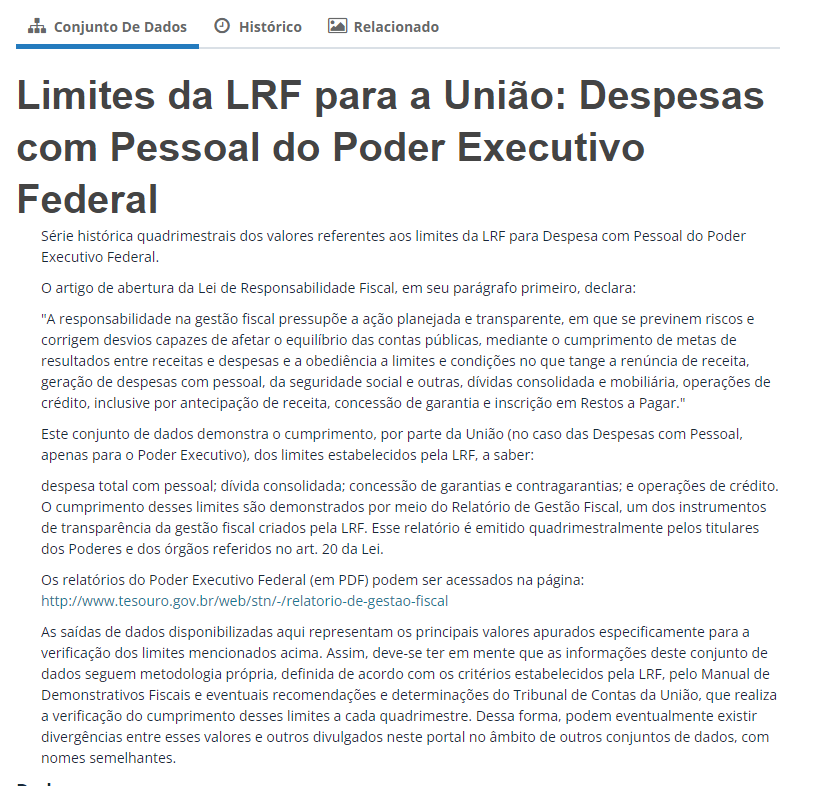 Conjunto De Dados Histórico Relacionado
Limites da LRF para a União: Despesas
com Pessoal do Poder Executivo
Federal
Série histórica quadrimestrais dos valores referentes aos limites da LRF para Despesa com Pessoal do Poder
Executivo Federal.
O artigo de abertura da Lei de Responsabilidade Fiscal, em seu parágrafo primeiro, declara:
"A responsabilidade na gestão fiscal pressupõe a ação planejada e transparente, em que se previnem riscos e
corrigem desvios capazes de afetar o equilíbrio das contas públicas, mediante o cumprimento de metas de
resultados entre receitas e despesas e a obediência a limites e condições no que tange a renúncia de receita,
geração de despesas com pessoal, da seguridade social e outras, dívidas consolidada e mobiliária, operações de
crédito, inclusive por antecipação de receita, concessão de garantia e inscrição em Restos a Pagar."
Este conjunto de dados demonstra o cumprimento, por parte da União (no caso das Despesas com Pessoal,
apenas para o Poder Executivo), dos limites estabelecidos pela LRF, a saber:
despesa total com pessoal; dívida consolidada; concessão de garantias e contragarantias; e operações de crédito.
O cumprimento desses limites são demonstrados por meio do Relatório de Gestão Fiscal, um dos instrumentos
de transparência da gestão fiscal criados pela LRF. Esse relatório é emitido quadrimestralmente pelos titulares
dos Poderes e dos órgãos referidos no art. 20 da Lei.
Os relatórios do Poder Executivo Federal (em PDF) podem ser acessados na página:
http://www.tesouro.gov.br/web/stn/-/relatorio-de-gestao-fiscal
As saídas de dados disponibilizadas aqui representam os principais valores apurados especificamente para a
verificação dos limites mencionados acima. Assim, deve-se ter em mente que as informações deste conjunto de
dados seguem metodologia própria, definida de acordo com os critérios estabelecidos pela LRF, pelo Manual de
Demonstrativos Fiscais e eventuais recomendações e determinações do Tribunal de Contas da União, que realiza
a verificação do cumprimento desses limites a cada quadrimestre. Dessa forma, podem eventualmente existir
divergências entre esses valores e outros divulgados neste portal no âmbito de outros conjuntos de dados, com
nomes semelhantes.